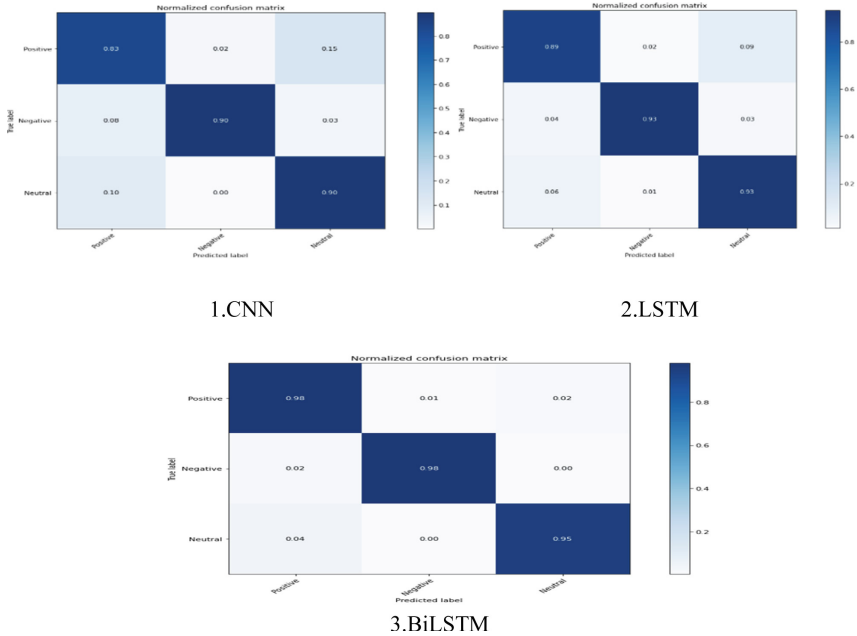 Normalized confusion matrix
Positive 0.83 0.02 0.15
Negative 0.08 0.90 0.03
Neutral 0.10 0.00 0.90
True label
Positive Negative Neutral
Predicted label
0.8
0.7
0.6
0.5
0.4
0.3
0.2
0.1
1.CNN
Normalized confusion matrix
Positive 0.89 0.02 0.09
Negative 0.04 0.93 0.03
Neutral 0.06 0.01 0.93
True label
Positive Negative Neutral
Predicted label
0.8
0.6
0.4
0.2
2.LSTM
Normalized confusion matrix
Positive 0.98 0.01 0.02
Negative 0.02 0.98 0.00
Neutral 0.04 0.00 0.95
True label
Positive Negative Neutral
Predicted label
0.8
0.6
0.4
0.2
3.BiLSTM